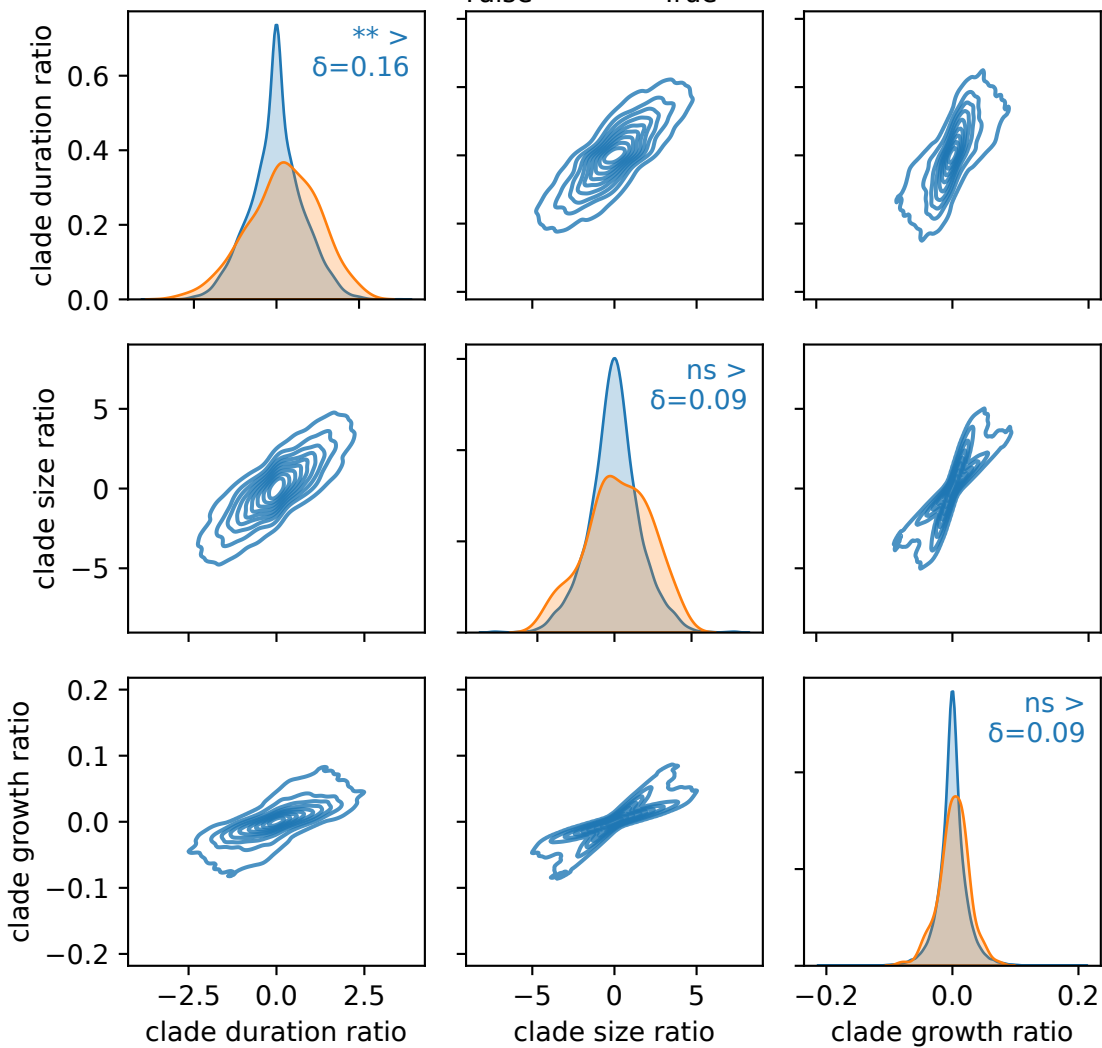 True
clade duration ratio
0.6
0.4
0.2
0.0
** >
δ=0.16
clade size ratio
5
0
−5
ns >
δ=0.09
clade growth ratio
0.2
0.1
0.0
−0.1
−0.2
ns >
δ=0.09
−2.5 0.0 2.5
−5 0 5
−0.2 0.0 0.2
clade duration ratio
clade size ratio
clade growth ratio